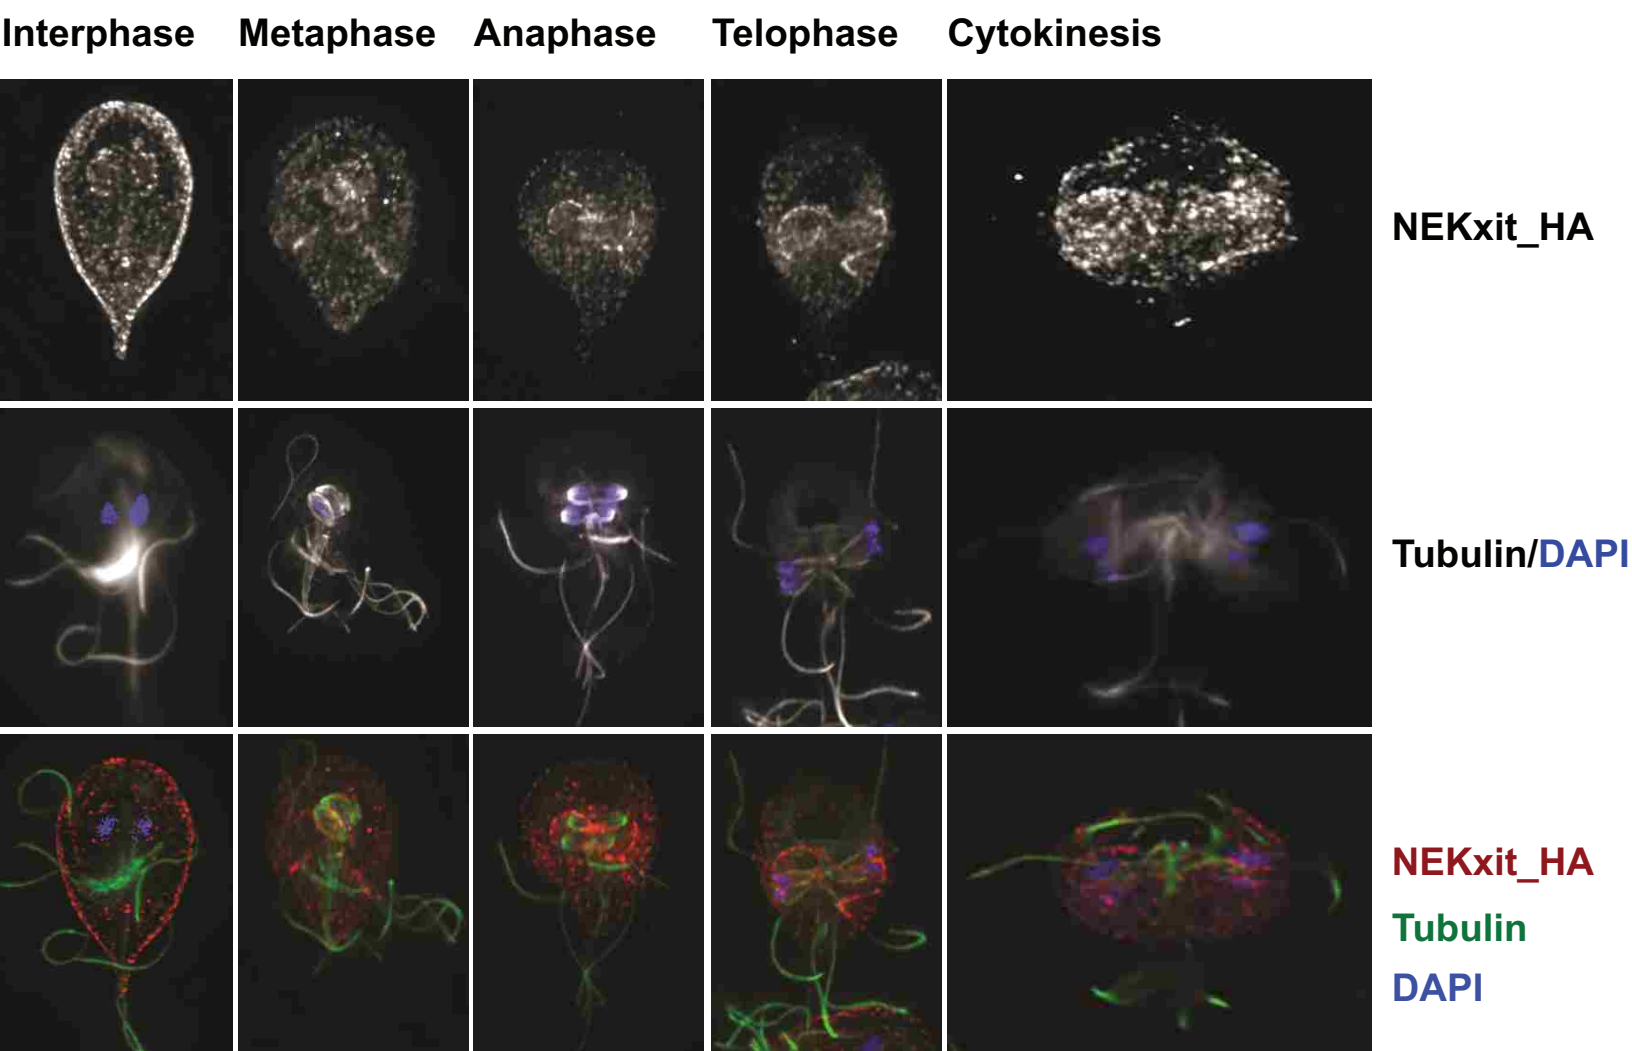 Interphase Metaphase Anaphase Telophase Cytokinesis
NEKxit_HA
Tubulin/DAPI
NEKxit_HA
Tubulin
DAPI